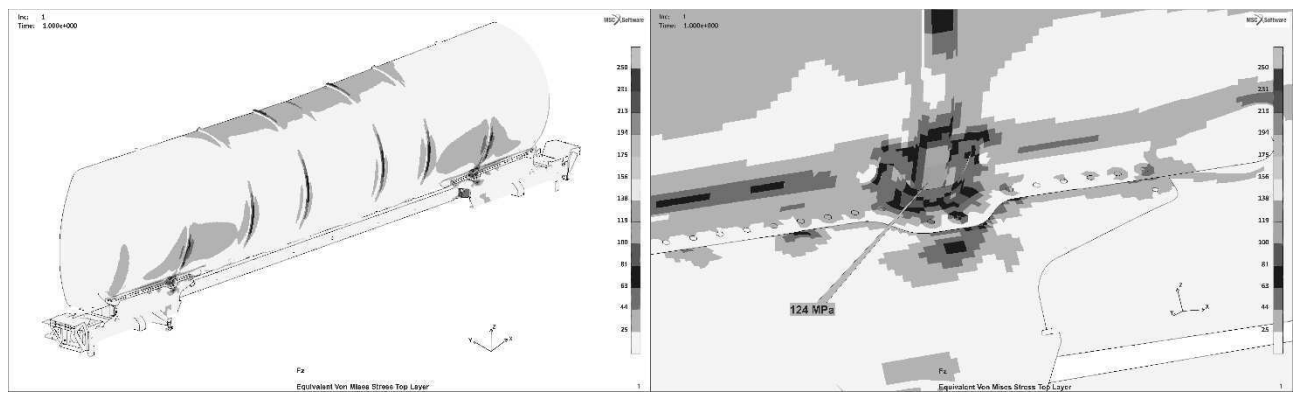 Inc: 1
Time: 1.000e+000
MSC Software
250
231
213
194
175
156
138
119
100
81
63
44
25
Z
Y X
Fz
Equivalent Von Mises Stress Top Layer
1
Inc: 1
Time: 1.000e+000
MSC Software
250
231
213
194
175
156
138
119
100
81
63
44
25
124 MPa
Z
Y X
Fz
Equivalent Von Mises Stress Top Layer
1